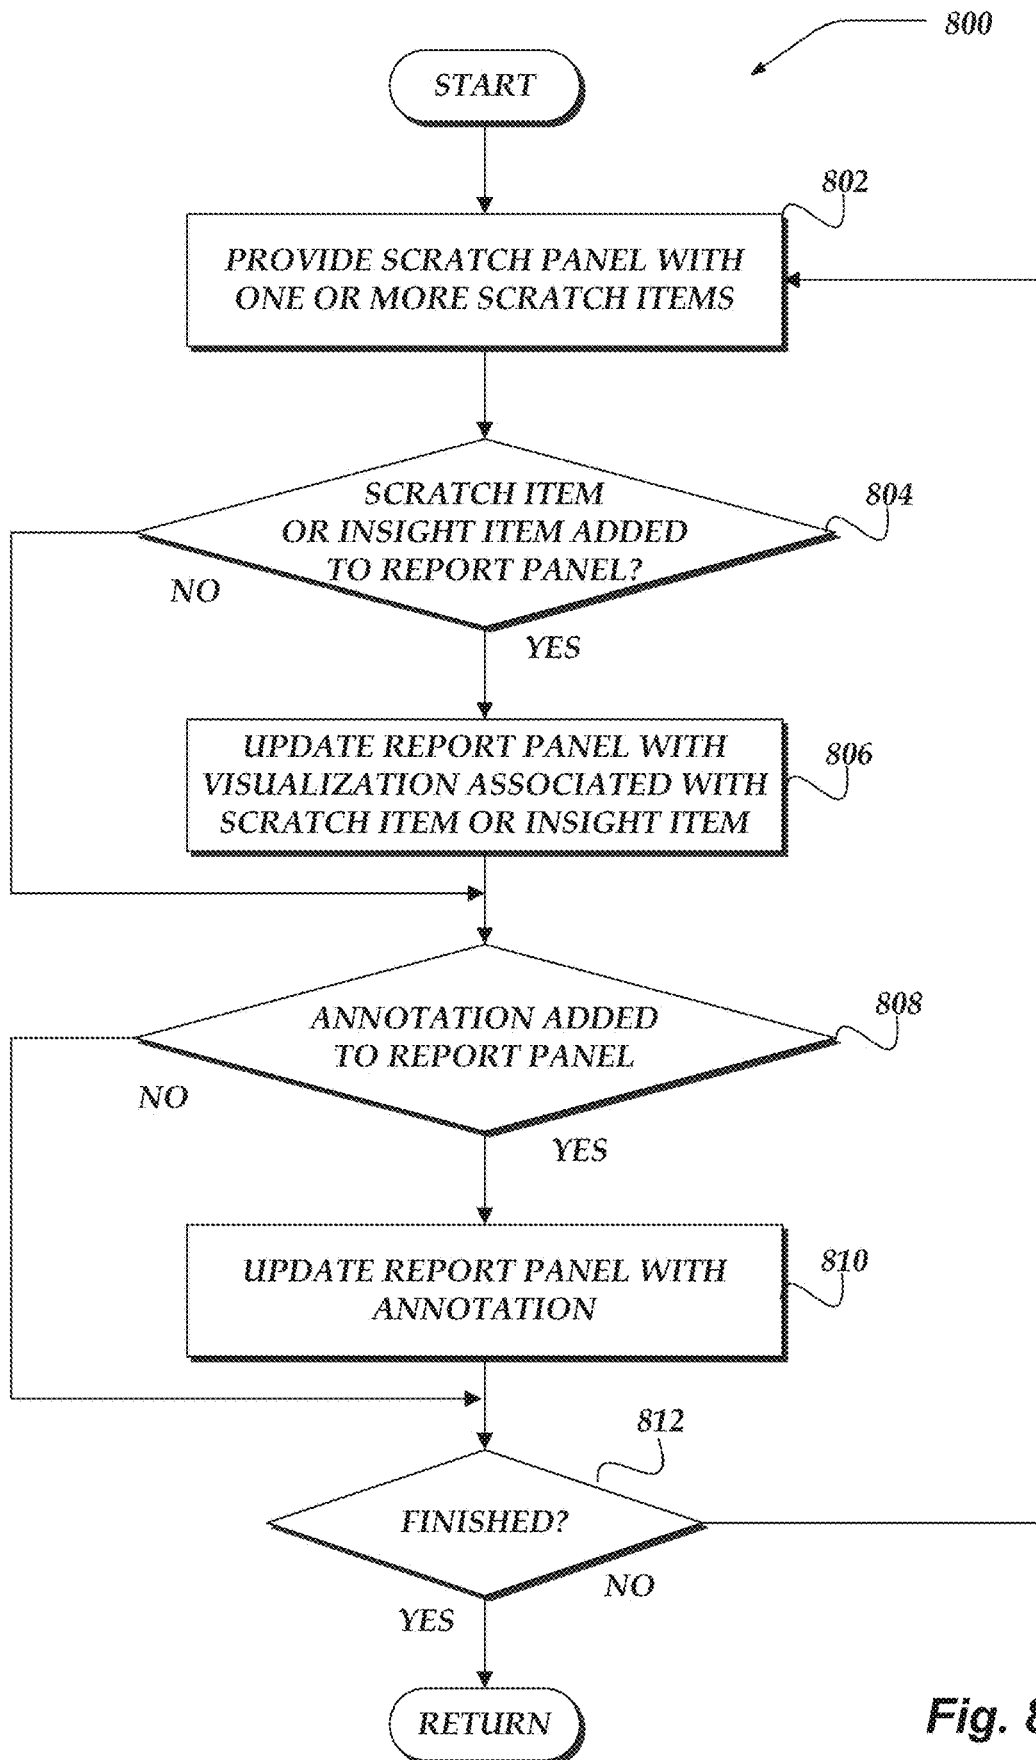 800
START
802
PROVIDE SCRATCH PANEL WITH
ONE OR MORE SCRATCH ITEMS
SCRATCH ITEM
OR INSIGHT ITEM ADDED
TO REPORT PANEL?
804
NO
YES
UPDATE REPORT PANEL WITH
VISUALIZATION ASSOCIATED WITH
SCRATCH ITEM OR INSIGHT ITEM
806
ANNOTATION ADDED
TO REPORT PANEL
808
NO
YES
UPDATE REPORT PANEL WITH
ANNOTATION
810
812
FINISHED?
NO
YES
RETURN
Fig. 8